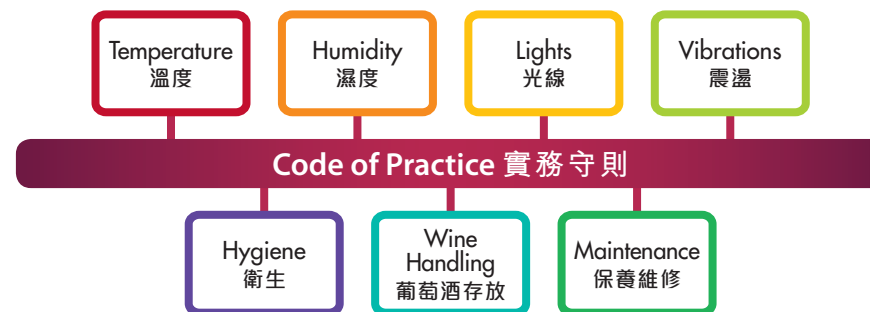 Temperature
溫度
Humidity
濕度
Lights
光線
Vibrations
震盪
Code of Practice 實務守則
Hygiene
衛生
Wine
Handling
葡萄酒存放
Maintenance
保養維修